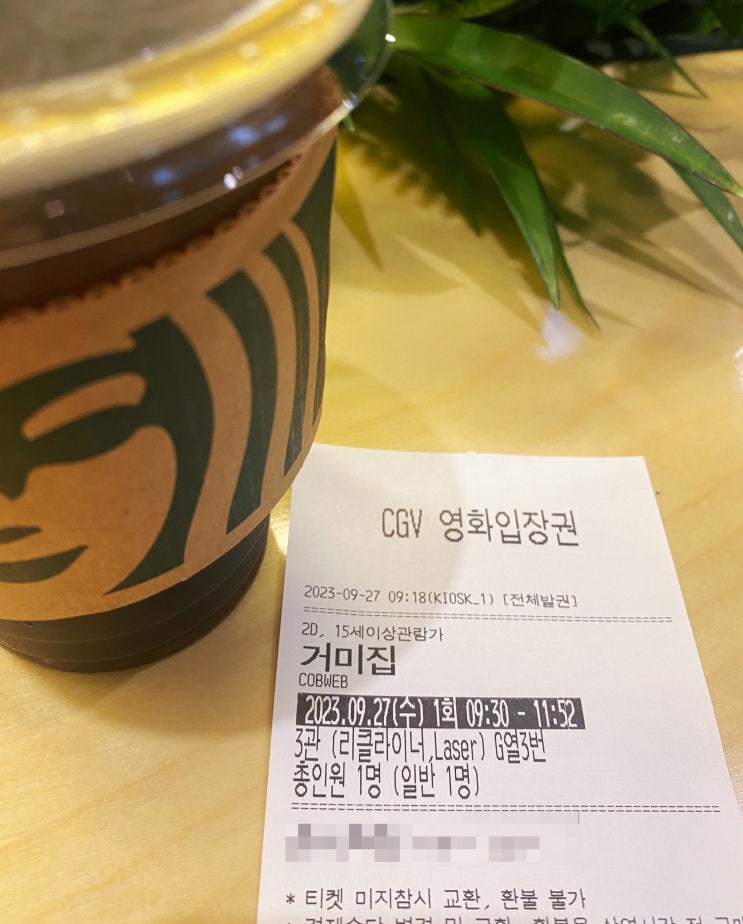 CGV 영화입장권
2023-09-27 09:18(KIOSK_1) [전체발권]
2D, 15세이상관람가
거미집
COBWEB
2023.09.27(수) 1회 09:30 - 11:52
3관 (리클라이너,Laser) G열3번
총인원 1명 (일반 1명)
* 티켓 미지참시 교환, 환불 불가